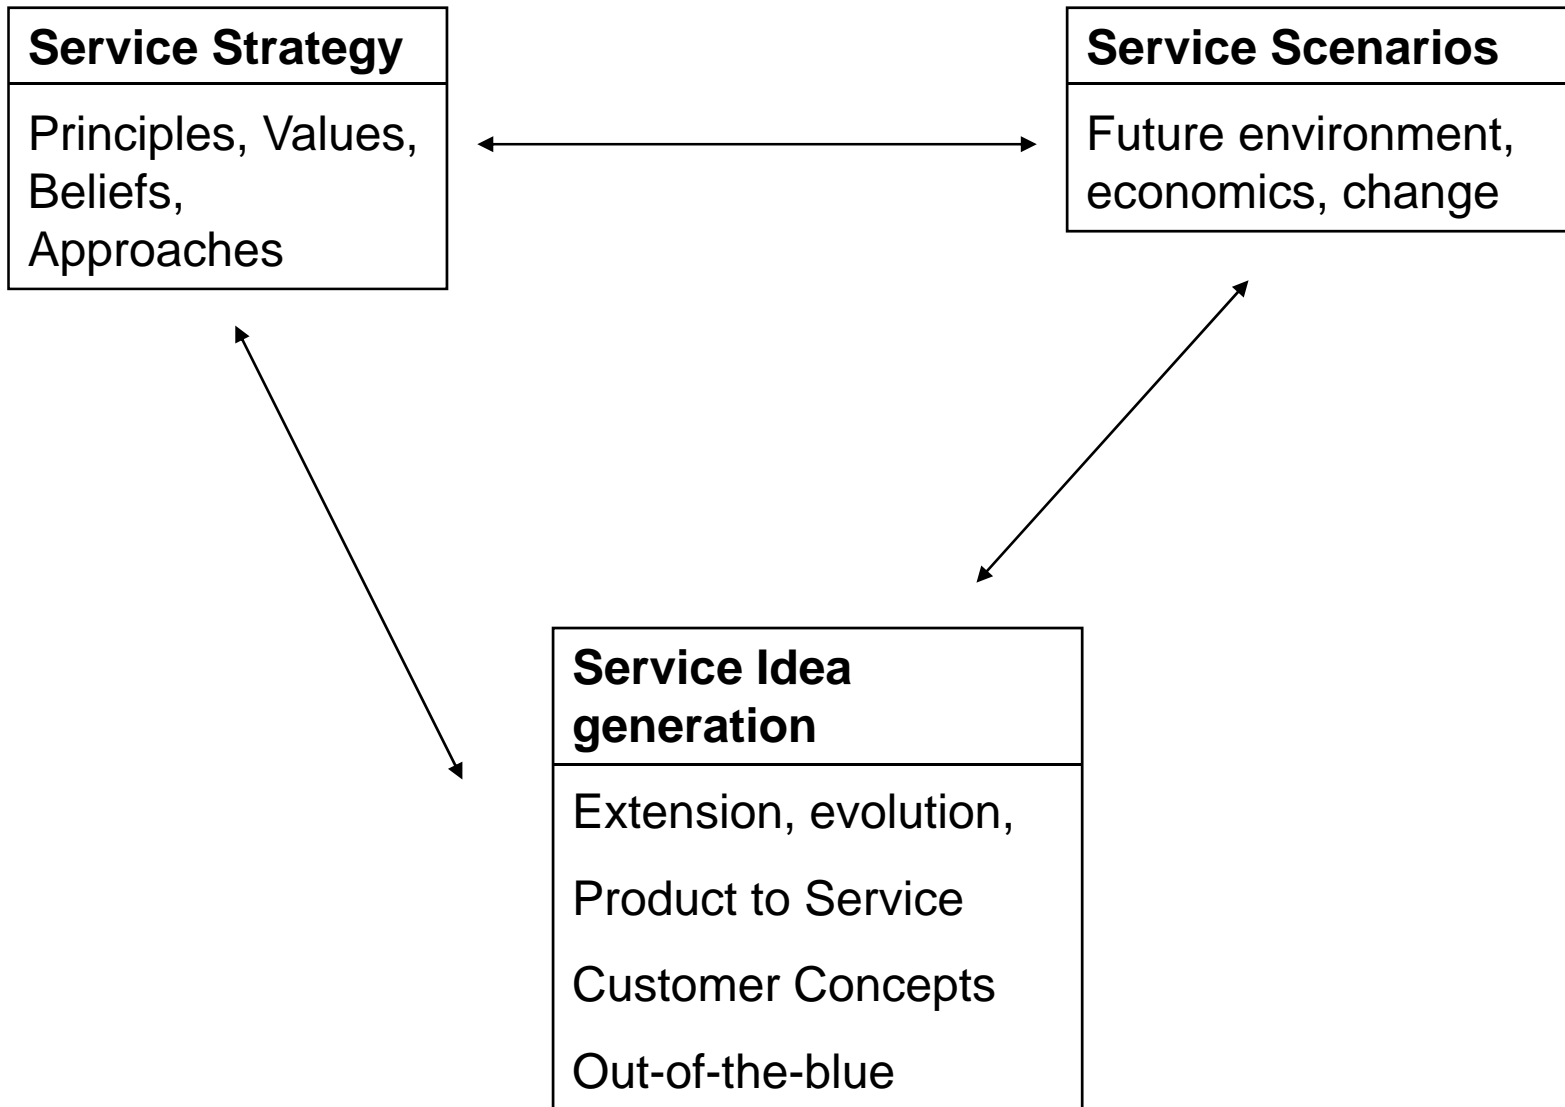 Service Strategy
Principles, Values,
Beliefs,
Approaches
Service Scenarios
Future environment,
economics, change
Service Idea
generation
Extension, evolution,
Product to Service
Customer Concepts
Out-of-the-blue